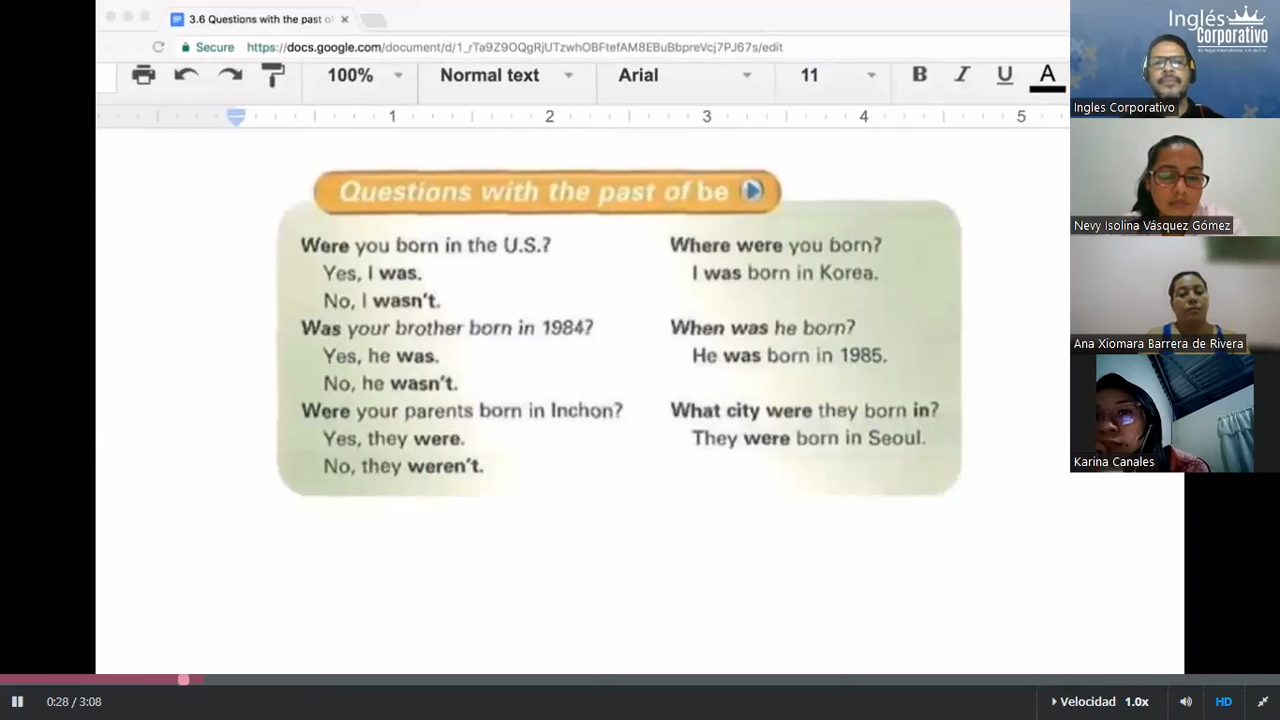 3.6 Questions with the past of
Secure https://docs.google.com/document/d/1_rTa9Z9OQgRjUTzwhOBFtefAM8EBuBbpreVcj7PJ67s/edit
100% Normal text Arial 11 B I U A
1 2 3 4 5
Questions with the past of be
Were you born in the U.S.?
Yes, I was.
No, I wasn't.
Was your brother born in 1984?
Yes, he was.
No, he wasn't.
Were your parents born in Inchon?
Yes, they were.
No, they weren't.
Where were you born?
I was born in Korea.
When was he born?
He was born in 1985.
What city were they born in?
They were born in Seoul.
Inglés
Corporativo
Ingles Corporativo
Nevy Isolina Vásquez Gómez
Ana Xiomara Barrera de Rivera
Karina Canales
0:28 / 3:08
Velocidad 1.0x
HD